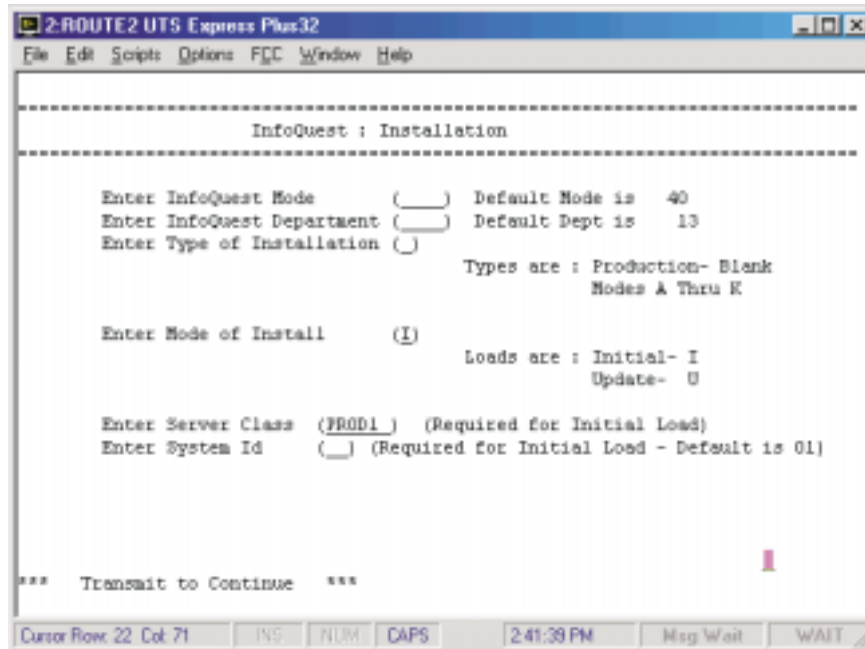 2:ROUTE2 UTS Express Plus32
File Edit Scripts Options FCC Window Help
InfoQuest : Installation
Enter InfoQuest Mode (____) Default Mode is 40
Enter InfoQuest Department (____) Default Dept is 13
Enter Type of Installation (_)
Types are : Production- Blank
Modes A Thru K
Enter Mode of Install (I)
Loads are : Initial- I
Update- U
Enter Server Class (PROD1_) (Required for Initial Load)
Enter System Id (__) (Required for Initial Load - Default is 01)
*** Transmit to Continue ***
Cursor Row: 22 Col: 71 INS NUM CAPS 2:41:39 PM Msg Wait WAIT